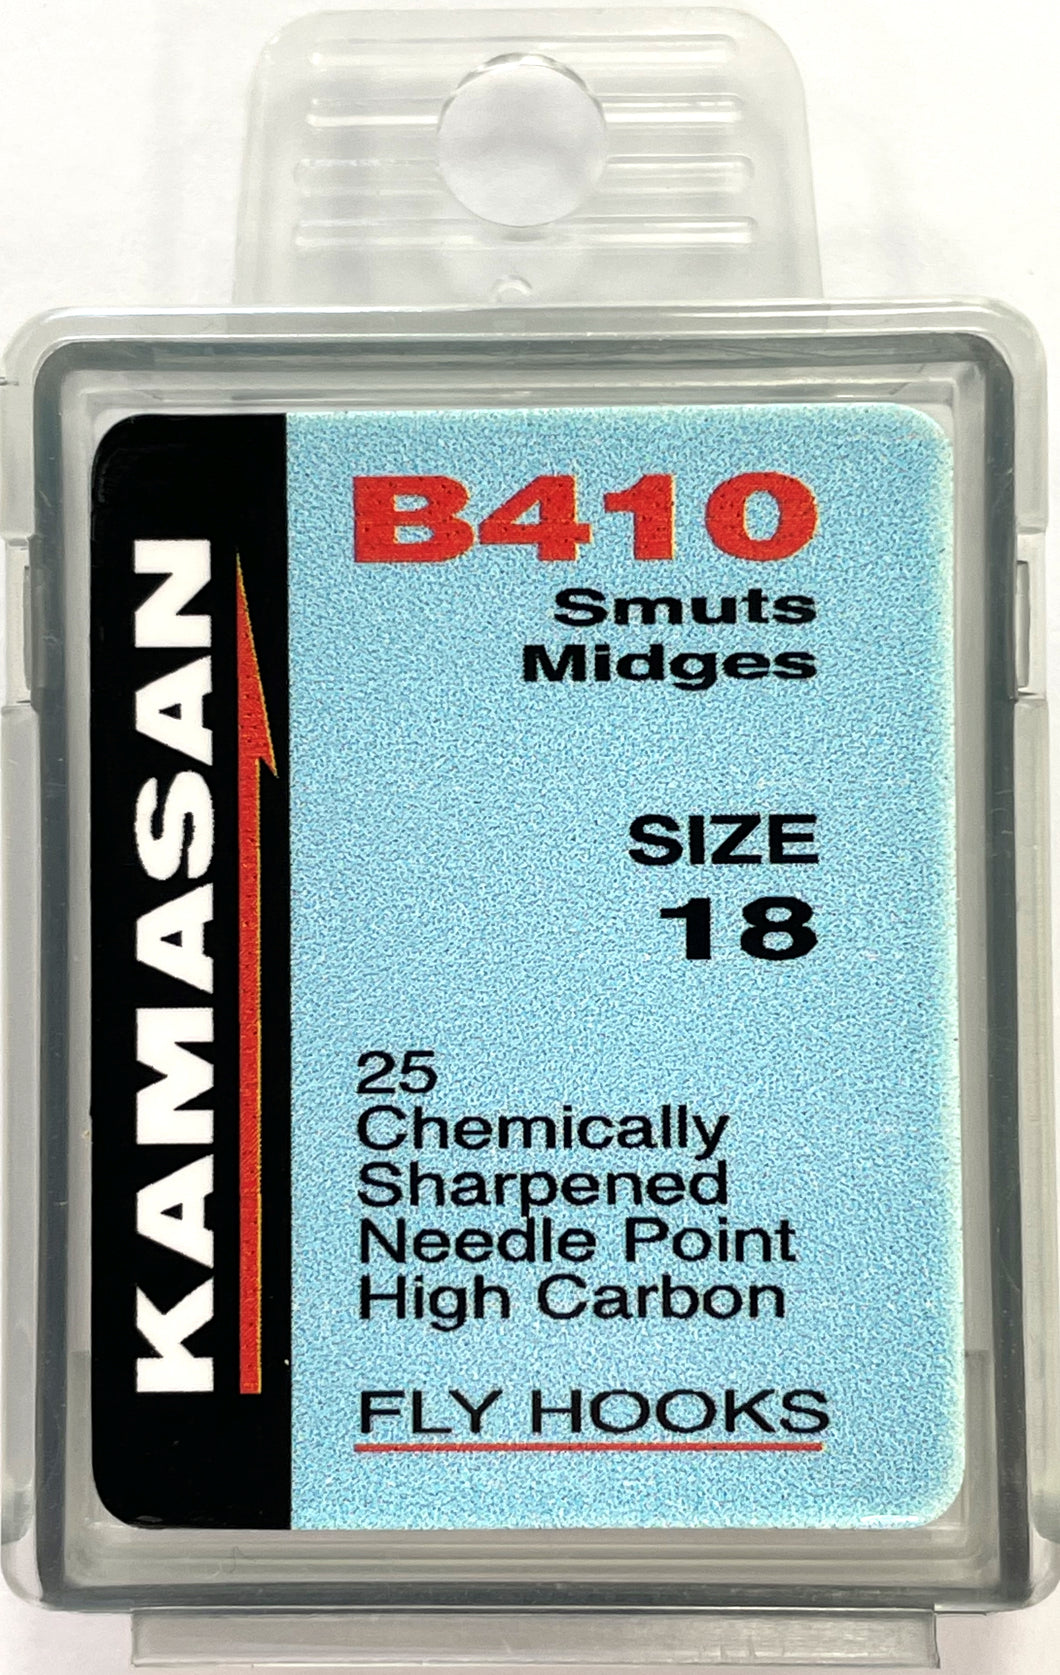 KAMASAN
B410
Smuts
Midges
SIZE
18
25
Chemically
Sharpened
Needle Point
High Carbon
FLY HOOKS